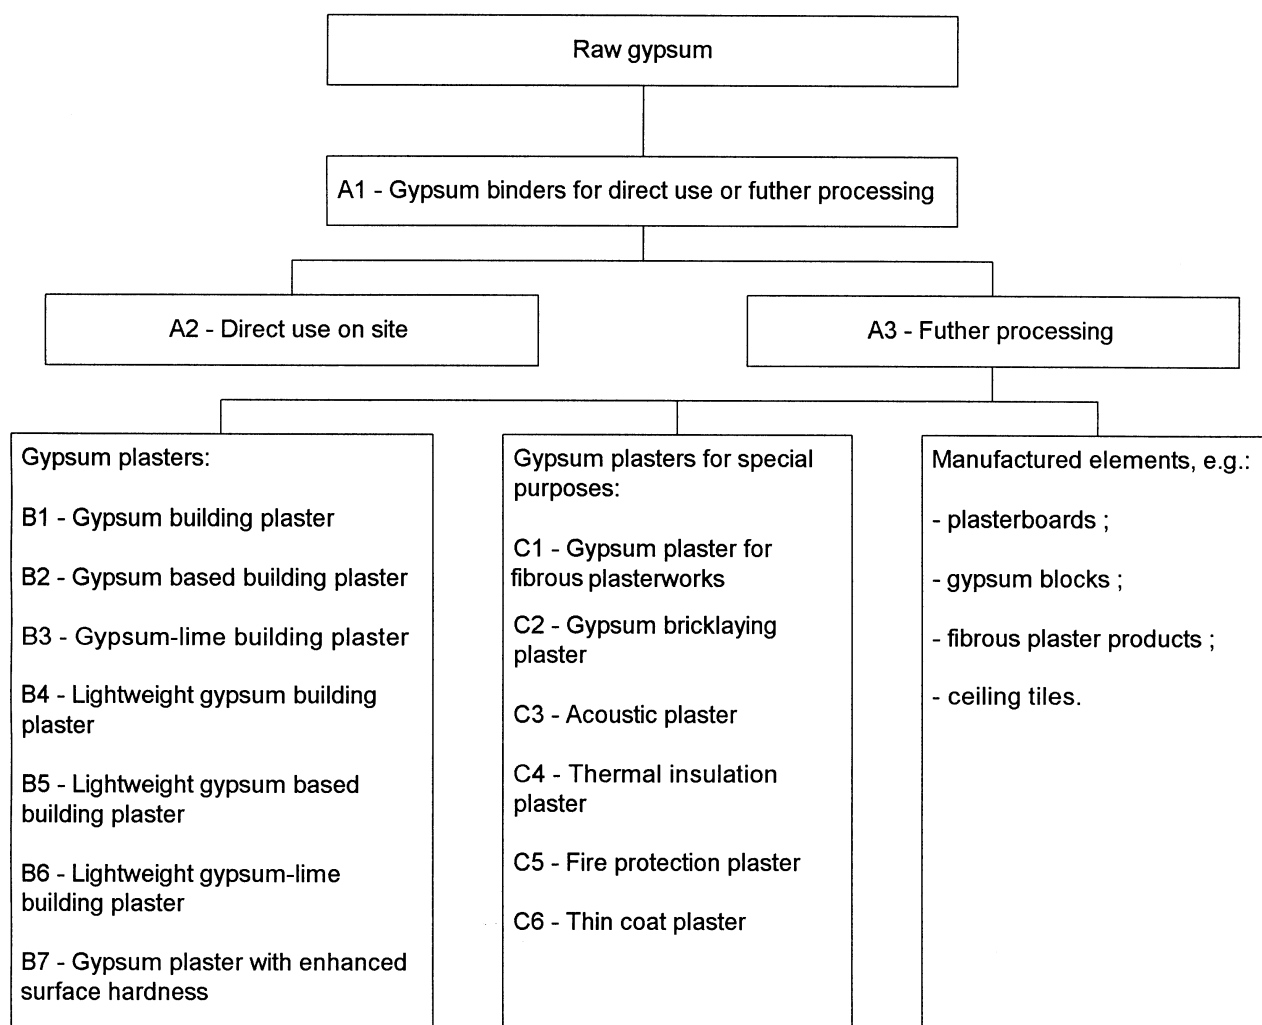 Raw gypsum
A1 - Gypsum binders for direct use or futher processing
A2 - Direct use on site
A3 - Futher processing
Gypsum plasters:
B1 - Gypsum building plaster
B2 - Gypsum based building plaster
B3 - Gypsum-lime building plaster
B4 - Lightweight gypsum building
plaster
B5 - Lightweight gypsum based
building plaster
B6 - Lightweight gypsum-lime
building plaster
B7 - Gypsum plaster with enhanced
surface hardness
Gypsum plasters for special
purposes:
C1 - Gypsum plaster for
fibrous plasterworks
C2 - Gypsum bricklaying
plaster
C3 - Acoustic plaster
C4 - Thermal insulation
plaster
C5 - Fire protection plaster
C6 - Thin coat plaster
Manufactured elements, e.g.:
- plasterboards ;
- gypsum blocks ;
- fibrous plaster products ;
- ceiling tiles.